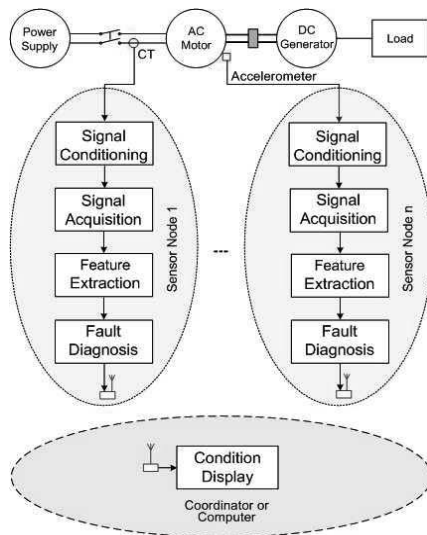 Power
Supply
CT
AC
Motor
DC
Generator
Load
Accelerometer
Signal
Conditioning
Signal
Acquisition
Feature
Extraction
Fault
Diagnosis
Sensor Node 1
---
Signal
Conditioning
Signal
Acquisition
Feature
Extraction
Fault
Diagnosis
Sensor Node n
Condition
Display
Coordinator or
Computer